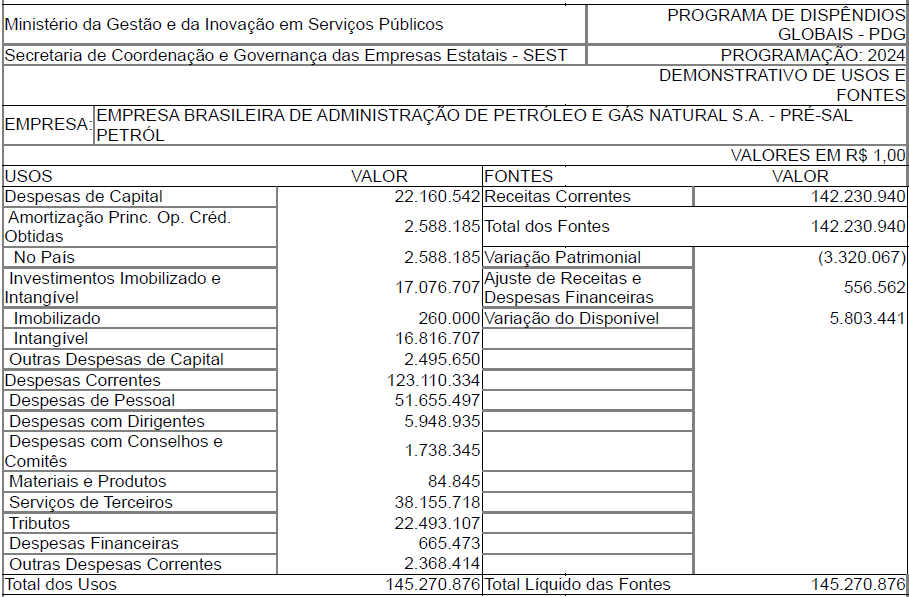 Ministério da Gestão e da Inovação em Serviços Públicos
PROGRAMA DE DISPÊNDIOS
GLOBAIS - PDG
Secretaria de Coordenação e Governança das Empresas Estatais - SEST
PROGRAMAÇÃO: 2024
DEMONSTRATIVO DE USOS E
FONTES
EMPRESA: EMPRESA BRASILEIRA DE ADMINISTRAÇÃO DE PETRÓLEO E GÁS NATURAL S.A. - PRÉ-SAL
PETRÓL
VALORES EM R$ 1,00
USOS VALOR FONTES VALOR
Despesas de Capital 22.160.542 Receitas Correntes 142.230.940
Amortização Princ. Op. Créd.
Obtidas 2.588.185 Total dos Fontes 142.230.940
No País 2.588.185 Variação Patrimonial (3.320.067)
Investimentos Imobilizado e
Intangível 17.076.707 Ajuste de Receitas e
Despesas Financeiras 556.562
Imobilizado 260.000 Variação do Disponível 5.803.441
Intangível 16.816.707
Outras Despesas de Capital 2.495.650
Despesas Correntes 123.110.334
Despesas de Pessoal 51.655.497
Despesas com Dirigentes 5.948.935
Despesas com Conselhos e
Comitês 1.738.345
Materiais e Produtos 84.845
Serviços de Terceiros 38.155.718
Tributos 22.493.107
Despesas Financeiras 665.473
Outras Despesas Correntes 2.368.414
Total dos Usos 145.270.876 Total Líquido das Fontes 145.270.876